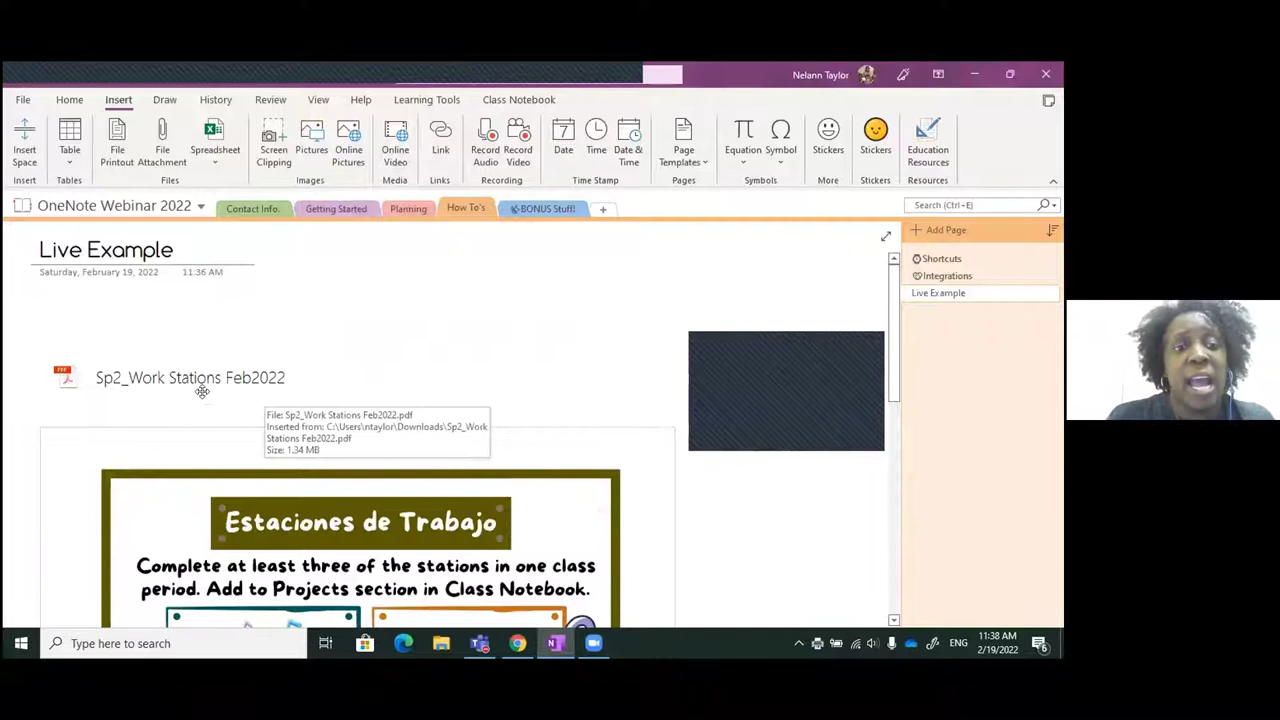 Nelann Taylor
File Home Insert Draw History Review View Help Learning Tools Class Notebook
Insert Space
Table
File Printout
File Attachment
Spreadsheet
Screen Clipping
Pictures
Online Pictures
Online Video
Link
Record Audio
Record Video
Date
Time
Date & Time
Page Templates
Equation
Symbol
Stickers
Stickers
Education Resources
Insert Tables Files Images Media Links Recording Time Stamp Pages Symbols More Stickers Resources
OneNote Webinar 2022 Contact Info. Getting Started Planning How To's BONUS Stuff! Search (Ctrl+E)
Live Example
Saturday, February 19, 2022 11:36 AM
Add Page
Shortcuts
Integrations
Live Example
PDF
Sp2_Work Stations Feb2022
File: Sp2_Work Stations Feb2022.pdf
Inserted from: C:\Users\ntaylor\Downloads\Sp2_Work
Stations Feb2022.pdf
Size: 1.34 MB
Estaciones de Trabajo
Complete at least three of the stations in one class
period. Add to Projects section in Class Notebook.
Type here to search
ENG
11:38 AM
2/19/2022
6